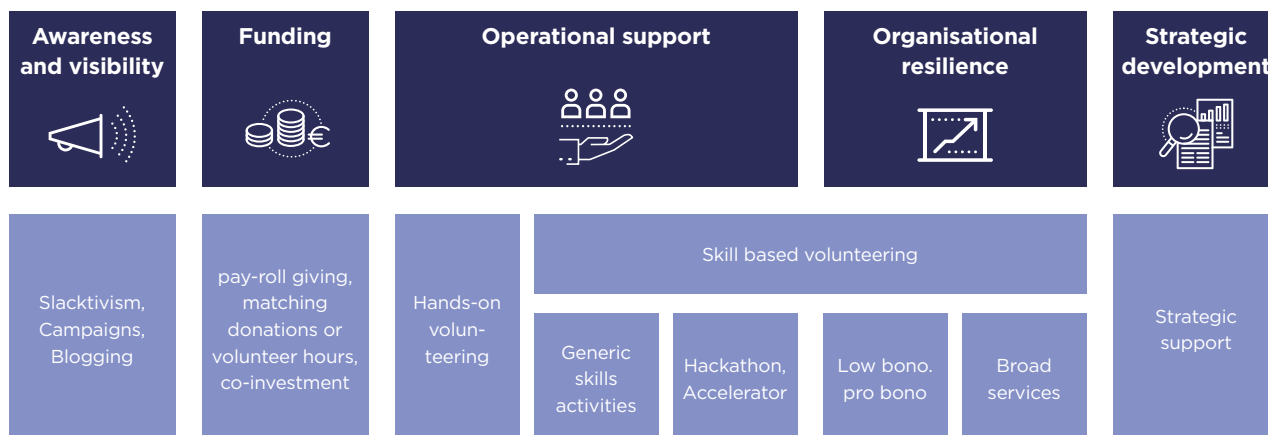 Awareness
and visibility
Funding
Operational support
Organisational
resilience
Strategic
development
€
Slacktivism,
Campaigns,
Blogging
pay-roll giving,
matching
donations or
volunteer hours,
co-investment
Hands-on
volun-
teering
Skill based volunteering
Generic
skills
activities
Hackathon,
Accelerator
Low bono.
pro bono
Broad
services
Strategic
support